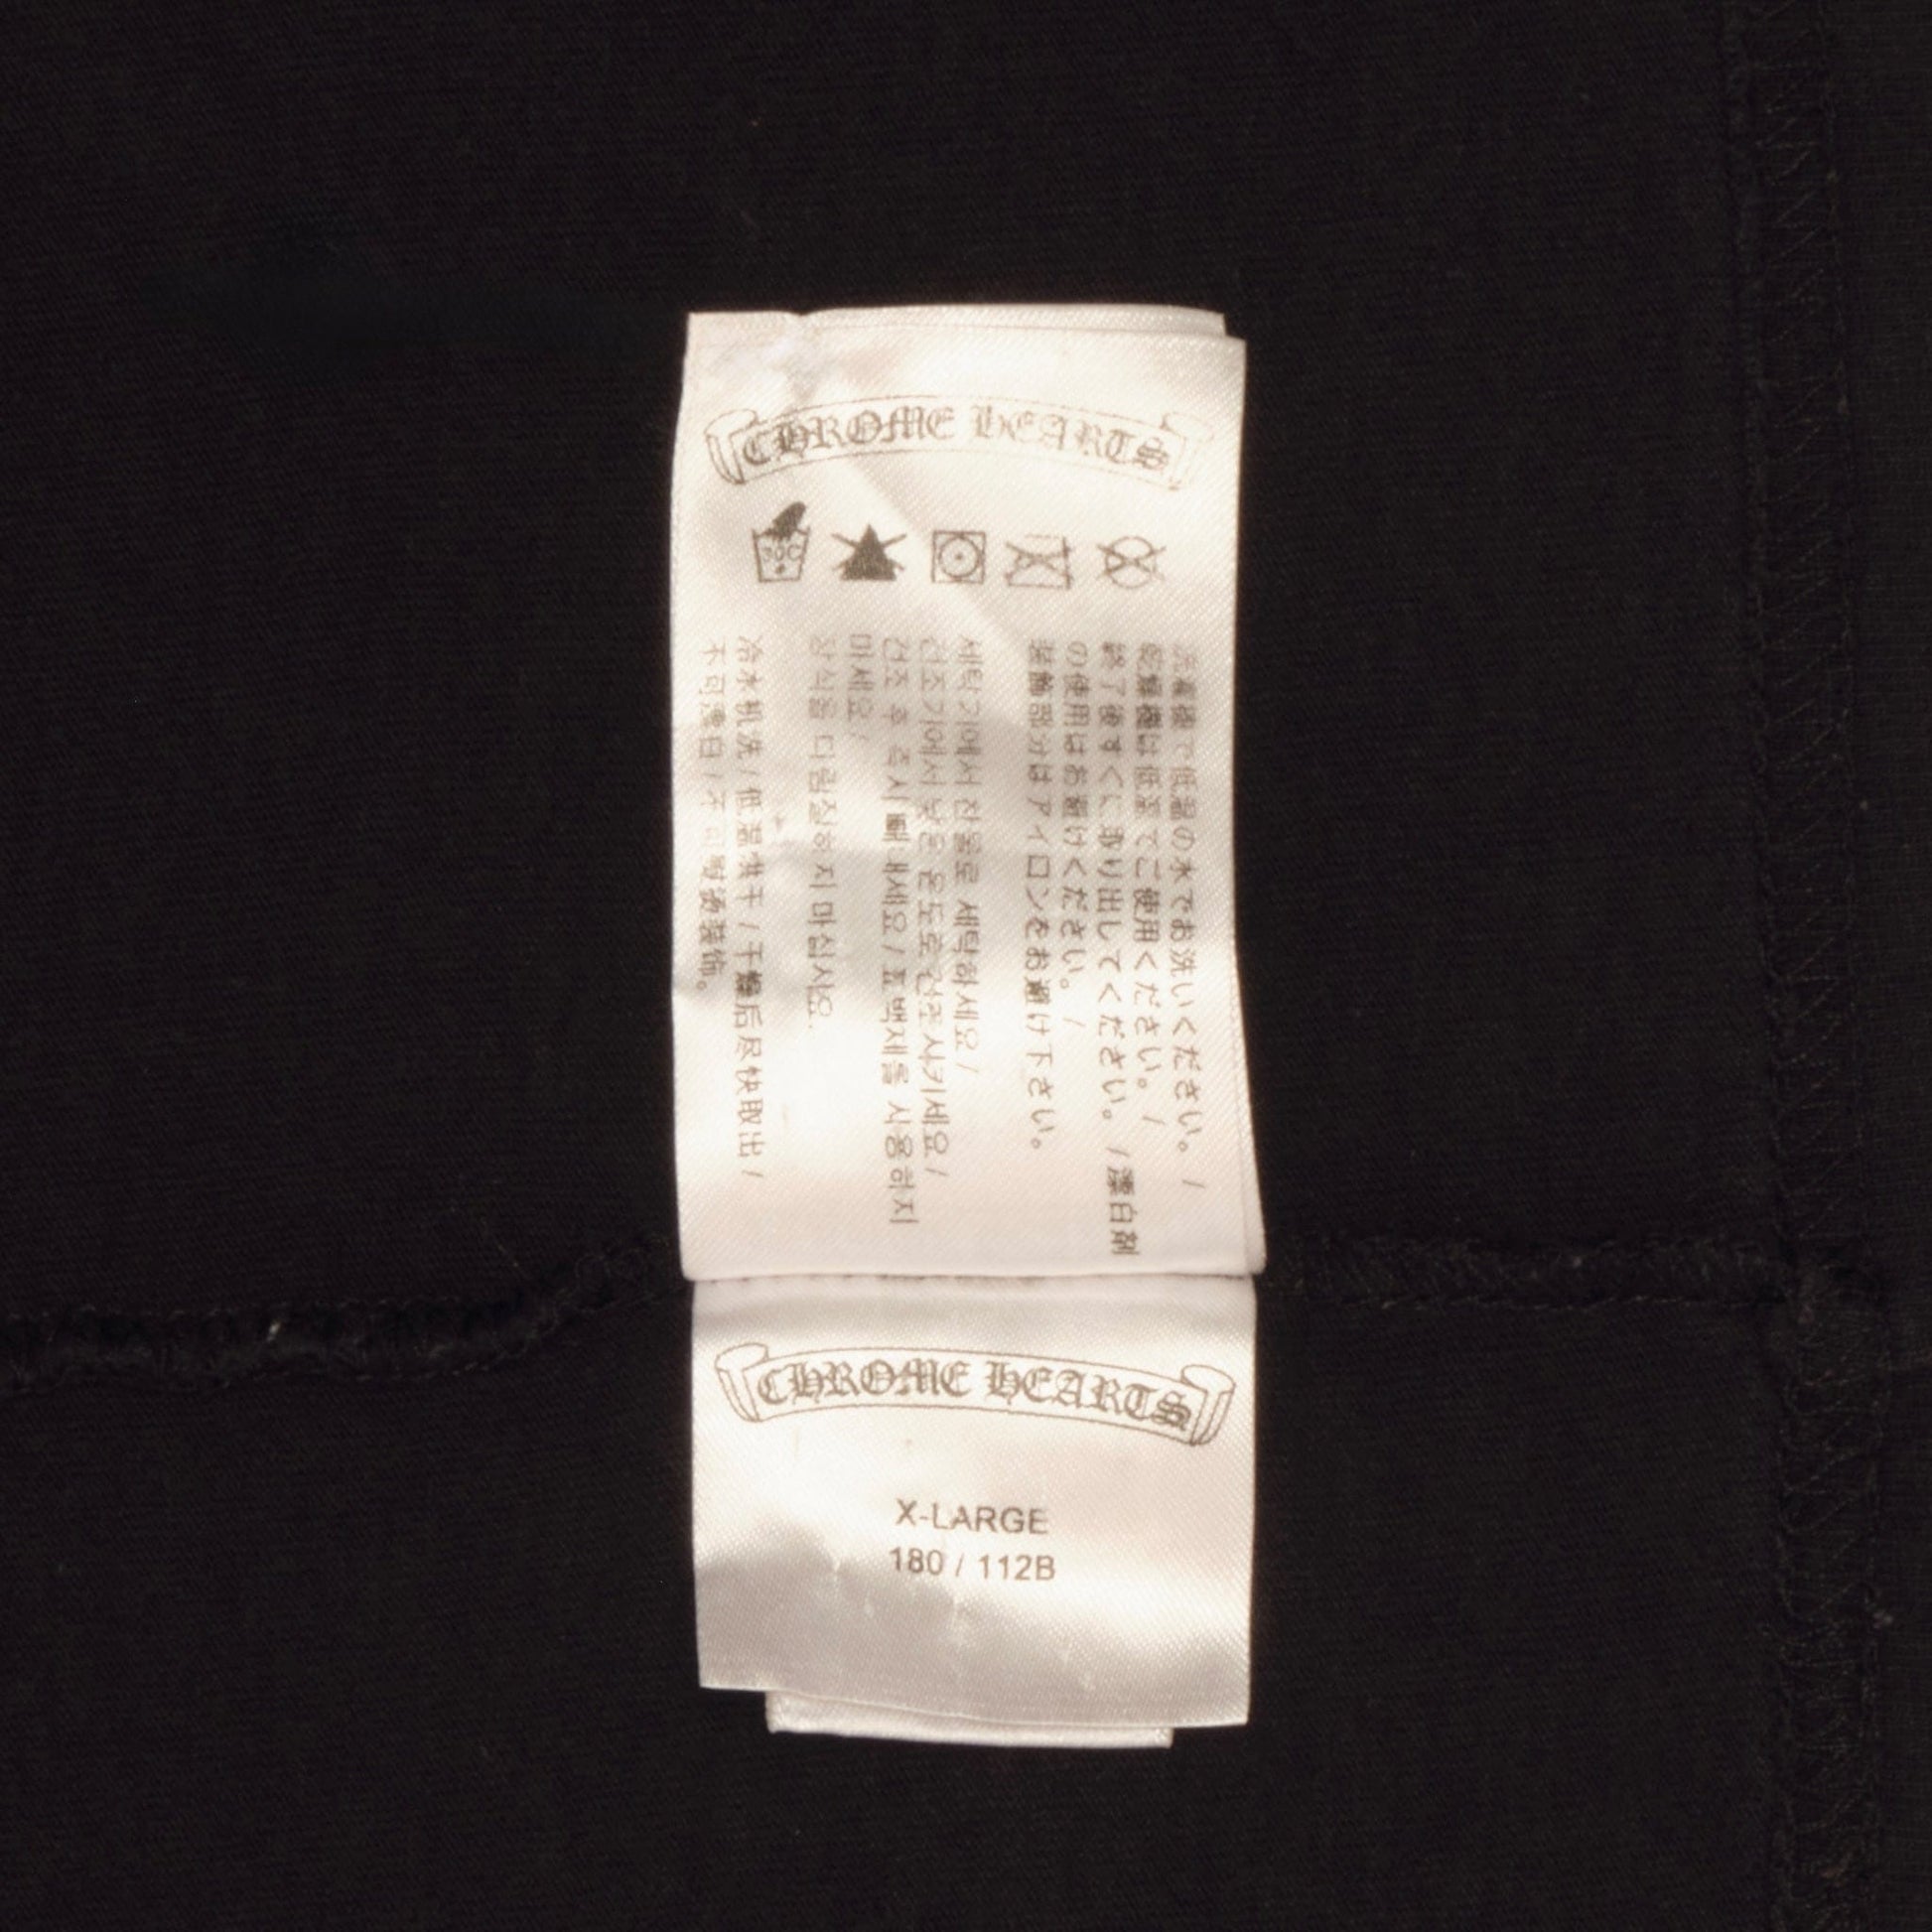 CHROME HEARTS
30C
洗濯機で低温の水でお洗いください。 /
乾燥機は低温でご使用ください。 /
終了後すぐに取り出してください。 / 漂白剤
の使用はお避けください。 /
装飾部分はアイロンをお避け下さい。
세탁기에서 찬물로 세탁하세요 /
건조기에서 낮은 온도로 건조시키세요 /
건조 후 즉시 빼내세요 / 표백제를 사용하지
마세요 /
장식을 다림질하지 마십시오.
冷水机洗 / 低温烘干 / 干燥后尽快取出 /
不可漂白 / 不可熨烫装饰。
CHROME HEARTS
X-LARGE
180 / 112B